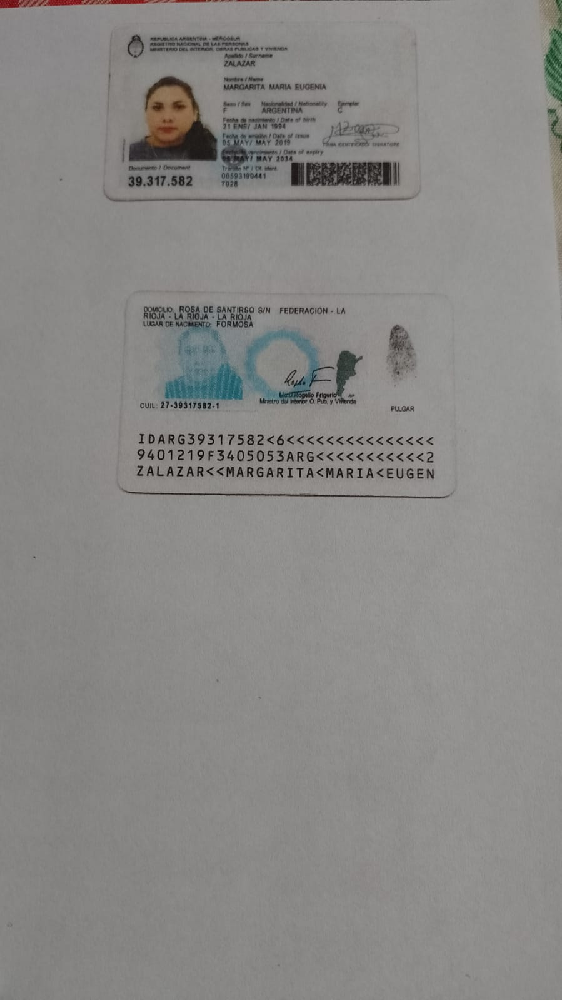 REPUBLICA ARGENTINA - MERCOSUR
REGISTRO NACIONAL DE LAS PERSONAS
MINISTERIO DEL INTERIOR, OBRAS PUBLICAS Y VIVIENDA
Apellido / Surname
ZALAZAR
Nombre / Name
MARGARITA MARIA EUGENIA
Sexo / Sex Nacionalidad / Nationality Ejemplar
F ARGENTINA C
Fecha de nacimiento / Date of birth
21 ENE/ JAN 1994
Fecha de emisión / Date of issue
05 MAY/ MAY 2019
Fecha de vencimiento / Date of expiry
05 MAY/ MAY 2034
FIRMA IDENTIFICADO/ SIGNATURE
Documento / Document
39.317.582
Trámite Nº / Of. ident.
00593199441
7028
DOMICILIO: ROSA DE SANTIRSO S/N FEDERACION - LA
RIOJA - LA RIOJA - LA RIOJA
LUGAR DE NACIMIENTO: FORMOSA
Rogelio Frigerio
Ministro del Interior O. Pub. y Vivienda
CUIL: 27-39317582-1
PULGAR
IDARG39317582<6<<<<<<<<<<<<<<<
9401219F3405053ARG<<<<<<<<<<<2
ZALAZAR<<MARGARITA<MARIA<EUGEN